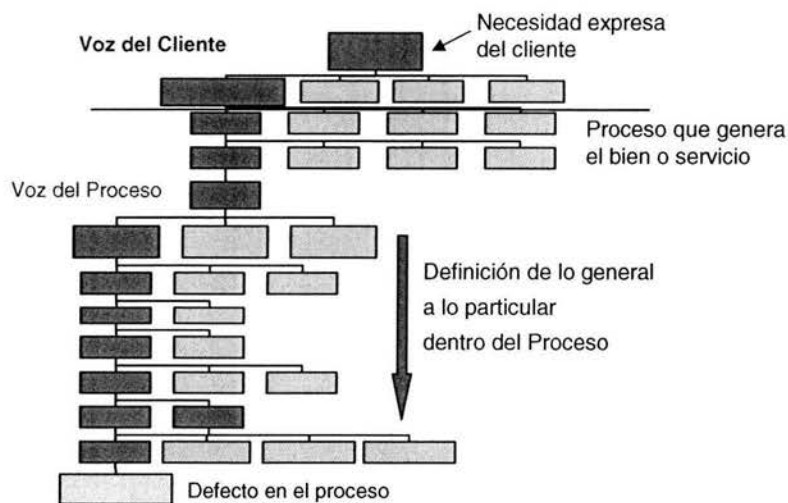 Voz del Cliente
Necesidad expresa
del cliente
Proceso que genera
el bien o servicio
Voz del Proceso
Definición de lo general
a lo particular
dentro del Proceso
Defecto en el proceso